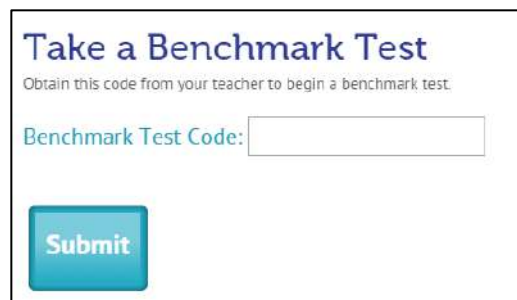 Take a Benchmark Test
Obtain this code from your teacher to begin a benchmark test.
Benchmark Test Code:
Submit